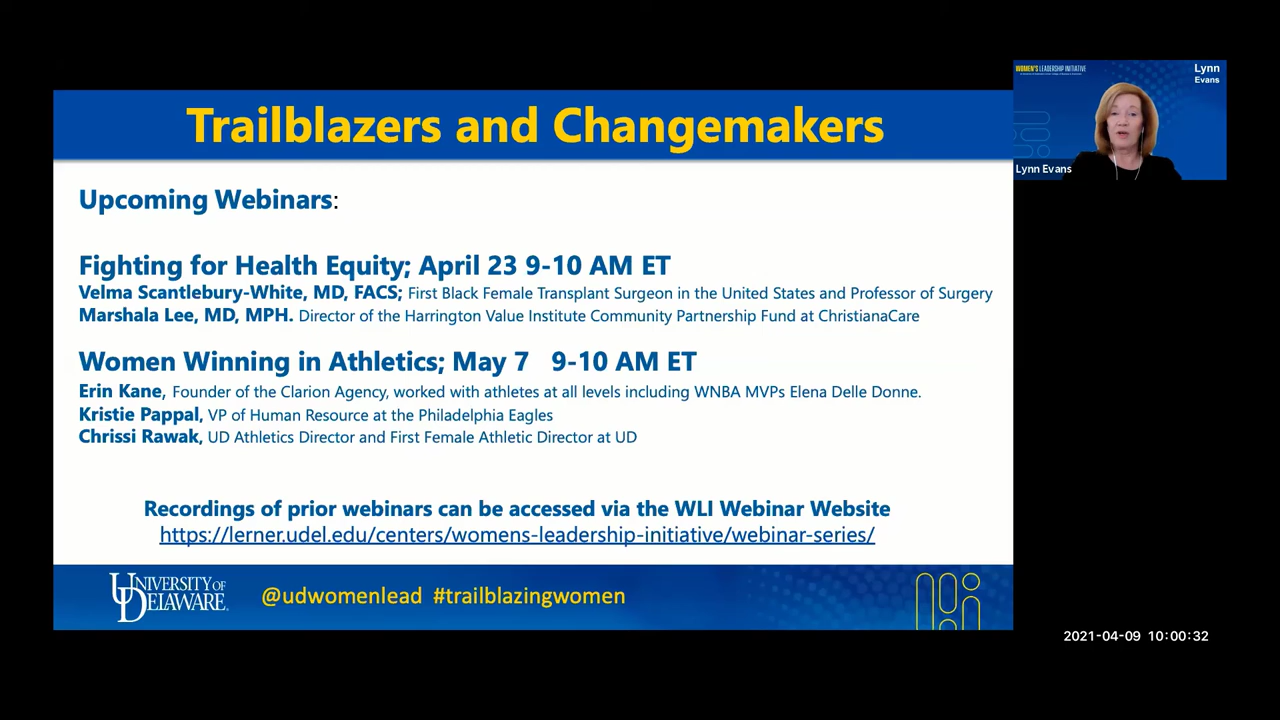 Trailblazers and Changemakers
Upcoming Webinars:
Fighting for Health Equity; April 23 9-10 AM ET
Velma Scantlebury-White, MD, FACS; First Black Female Transplant Surgeon in the United States and Professor of Surgery
Marshala Lee, MD, MPH. Director of the Harrington Value Institute Community Partnership Fund at ChristianaCare
Women Winning in Athletics; May 7 9-10 AM ET
Erin Kane, Founder of the Clarion Agency, worked with athletes at all levels including WNBA MVPs Elena Delle Donne.
Kristie Pappal, VP of Human Resource at the Philadelphia Eagles
Chrissi Rawak, UD Athletics Director and First Female Athletic Director at UD
Recordings of prior webinars can be accessed via the WLI Webinar Website
https://lerner.udel.edu/centers/womens-leadership-initiative/webinar-series/
UNIVERSITY OF
DELAWARE.
@udwomenlead #trailblazingwomen
WOMEN'S LEADERSHIP INITIATIVE
Lynn
Evans
Lynn Evans
2021-04-09 10:00:32